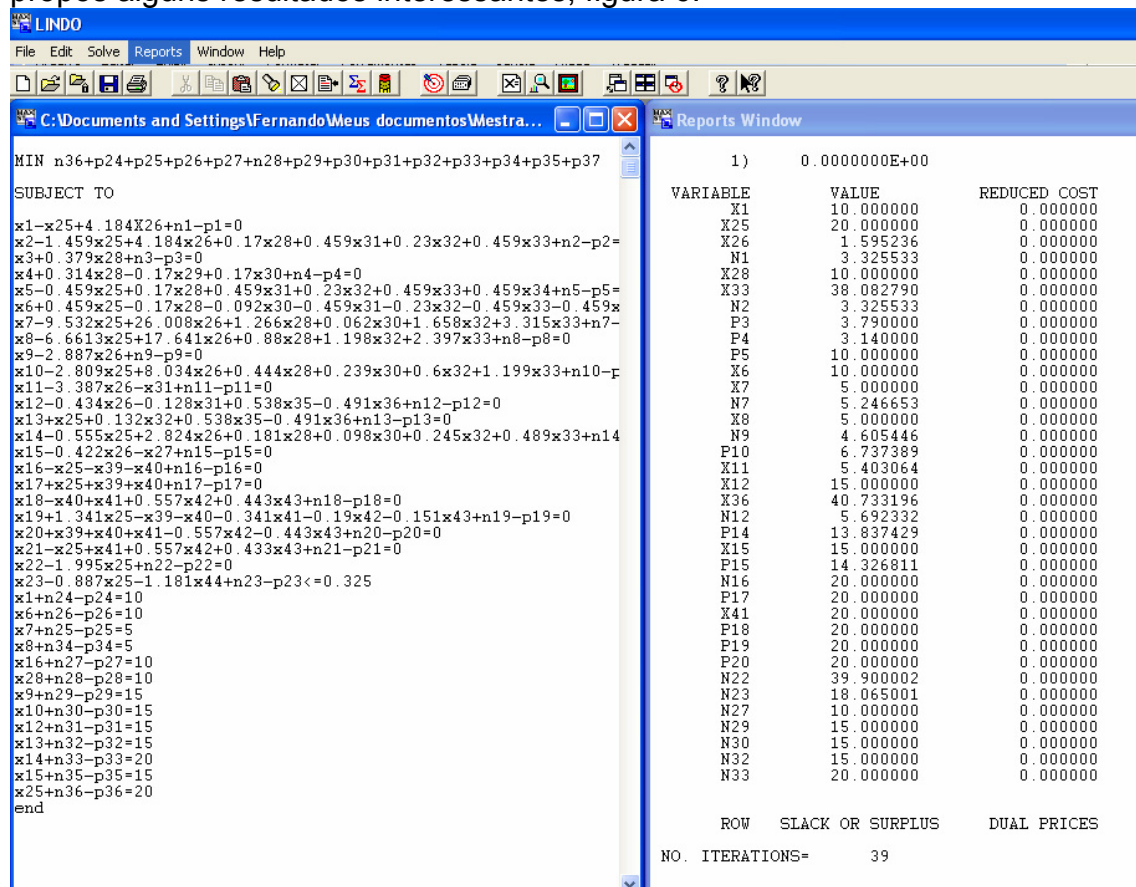 LINDO
File Edit Solve Reports Window Help
C:\Documents and Settings\Fernando\Meus documentos\Mestra...
MIN n36+p24+p25+p26+p27+n28+p29+p30+p31+p32+p33+p34+p35+p37
SUBJECT TO
x1-x25+4.184X26+n1-p1=0
x2-1.459x25+4.184x26+0.17x28+0.459x31+0.23x32+0.459x33+n2-p2=
x3+0.379x28+n3-p3=0
x4+0.314x28-0.17x29+0.17x30+n4-p4=0
x5-0.459x25+0.17x28+0.459x31+0.23x32+0.459x33+0.459x34+n5-p5=
x6+0.459x25-0.17x28-0.092x30-0.459x31-0.23x32-0.459x33-0.459x
x7-9.532x25+26.008x26+1.266x28+0.062x30+1.658x32+3.315x33+n7-
x8-6.6613x25+17.641x26+0.88x28+1.198x32+2.397x33+n8-p8=0
x9-2.887x26+n9-p9=0
x10-2.809x25+8.034x26+0.444x28+0.239x30+0.6x32+1.199x33+n10-p
x11-3.387x26-x31+n11-p11=0
x12-0.434x26-0.128x31+0.538x35-0.491x36+n12-p12=0
x13+x25+0.132x32+0.538x35-0.491x36+n13-p13=0
x14-0.555x25+2.824x26+0.181x28+0.098x30+0.245x32+0.489x33+n14
x15-0.422x26-x27+n15-p15=0
x16-x25-x39-x40+n16-p16=0
x17+x25+x39+x40+n17-p17=0
x18-x40+x41+0.557x42+0.443x43+n18-p18=0
x19+1.341x25-x39-x40-0.341x41-0.19x42-0.151x43+n19-p19=0
x20+x39+x40+x41-0.557x42-0.443x43+n20-p20=0
x21-x25+x41+0.557x42+0.433x43+n21-p21=0
x22-1.995x25+n22-p22=0
x23-0.887x25-1.181x44+n23-p23<=0.325
x1+n24-p24=10
x6+n26-p26=10
x7+n25-p25=5
x8+n34-p34=5
x16+n27-p27=10
x28+n28-p28=10
x9+n29-p29=15
x10+n30-p30=15
x12+n31-p31=15
x13+n32-p32=15
x14+n33-p33=20
x15+n35-p35=15
x25+n36-p36=20
end
Reports Window
1) 0.0000000E+00
VARIABLE VALUE REDUCED COST
X1 10.000000 0.000000
X25 20.000000 0.000000
X26 1.595236 0.000000
N1 3.325533 0.000000
X28 10.000000 0.000000
X33 38.082790 0.000000
N2 3.325533 0.000000
P3 3.790000 0.000000
P4 3.140000 0.000000
P5 10.000000 0.000000
X6 10.000000 0.000000
X7 5.000000 0.000000
N7 5.246653 0.000000
X8 5.000000 0.000000
N9 4.605446 0.000000
P10 6.737389 0.000000
X11 5.403064 0.000000
X12 15.000000 0.000000
X36 40.733196 0.000000
N12 5.692332 0.000000
P14 13.837429 0.000000
X15 15.000000 0.000000
P15 14.326811 0.000000
N16 20.000000 0.000000
P17 20.000000 0.000000
X41 20.000000 0.000000
P18 20.000000 0.000000
P19 20.000000 0.000000
P20 20.000000 0.000000
N22 39.900002 0.000000
N23 18.065001 0.000000
N27 10.000000 0.000000
N29 15.000000 0.000000
N30 15.000000 0.000000
N32 15.000000 0.000000
N33 20.000000 0.000000
ROW SLACK OR SURPLUS DUAL PRICES
NO. ITERATIONS= 39